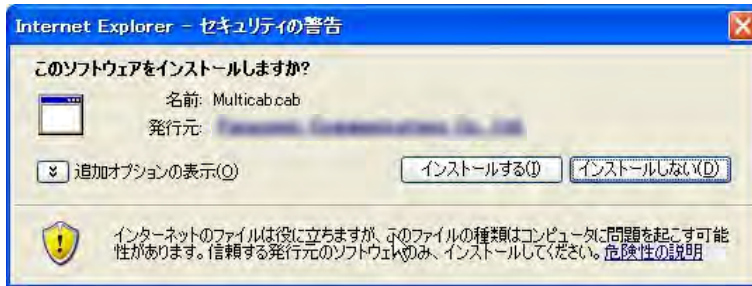 Internet Explorer - セキュリティの警告
このソフトウェアをインストールしますか?
名前: Multicab.cab
発行元:
追加オプションの表示(O)
インストールする(I)
インストールしない(D)
インターネットのファイルは役に立ちますが、このファイルの種類はコンピュータに問題を起こす可能
性があります。信頼する発行元のソフトウェアのみ、インストールしてください。危険性の説明